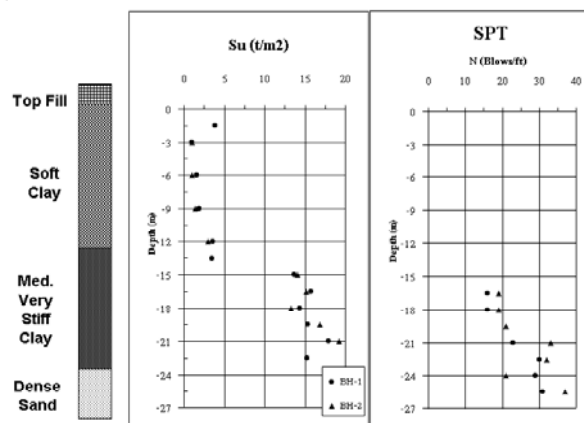 Top Fill
Soft
Clay
Med.
Very
Stiff
Clay
Dense
Sand
Su (t/m2)
0 5 10 15 20
Depth (m)
0
-3
-6
-9
-12
-15
-18
-21
-24
-27
BH-1
BH-2
SPT
N (Blows/ft)
0 10 20 30 40
Depth (m)
0
-3
-6
-9
-12
-15
-18
-21
-24
-27